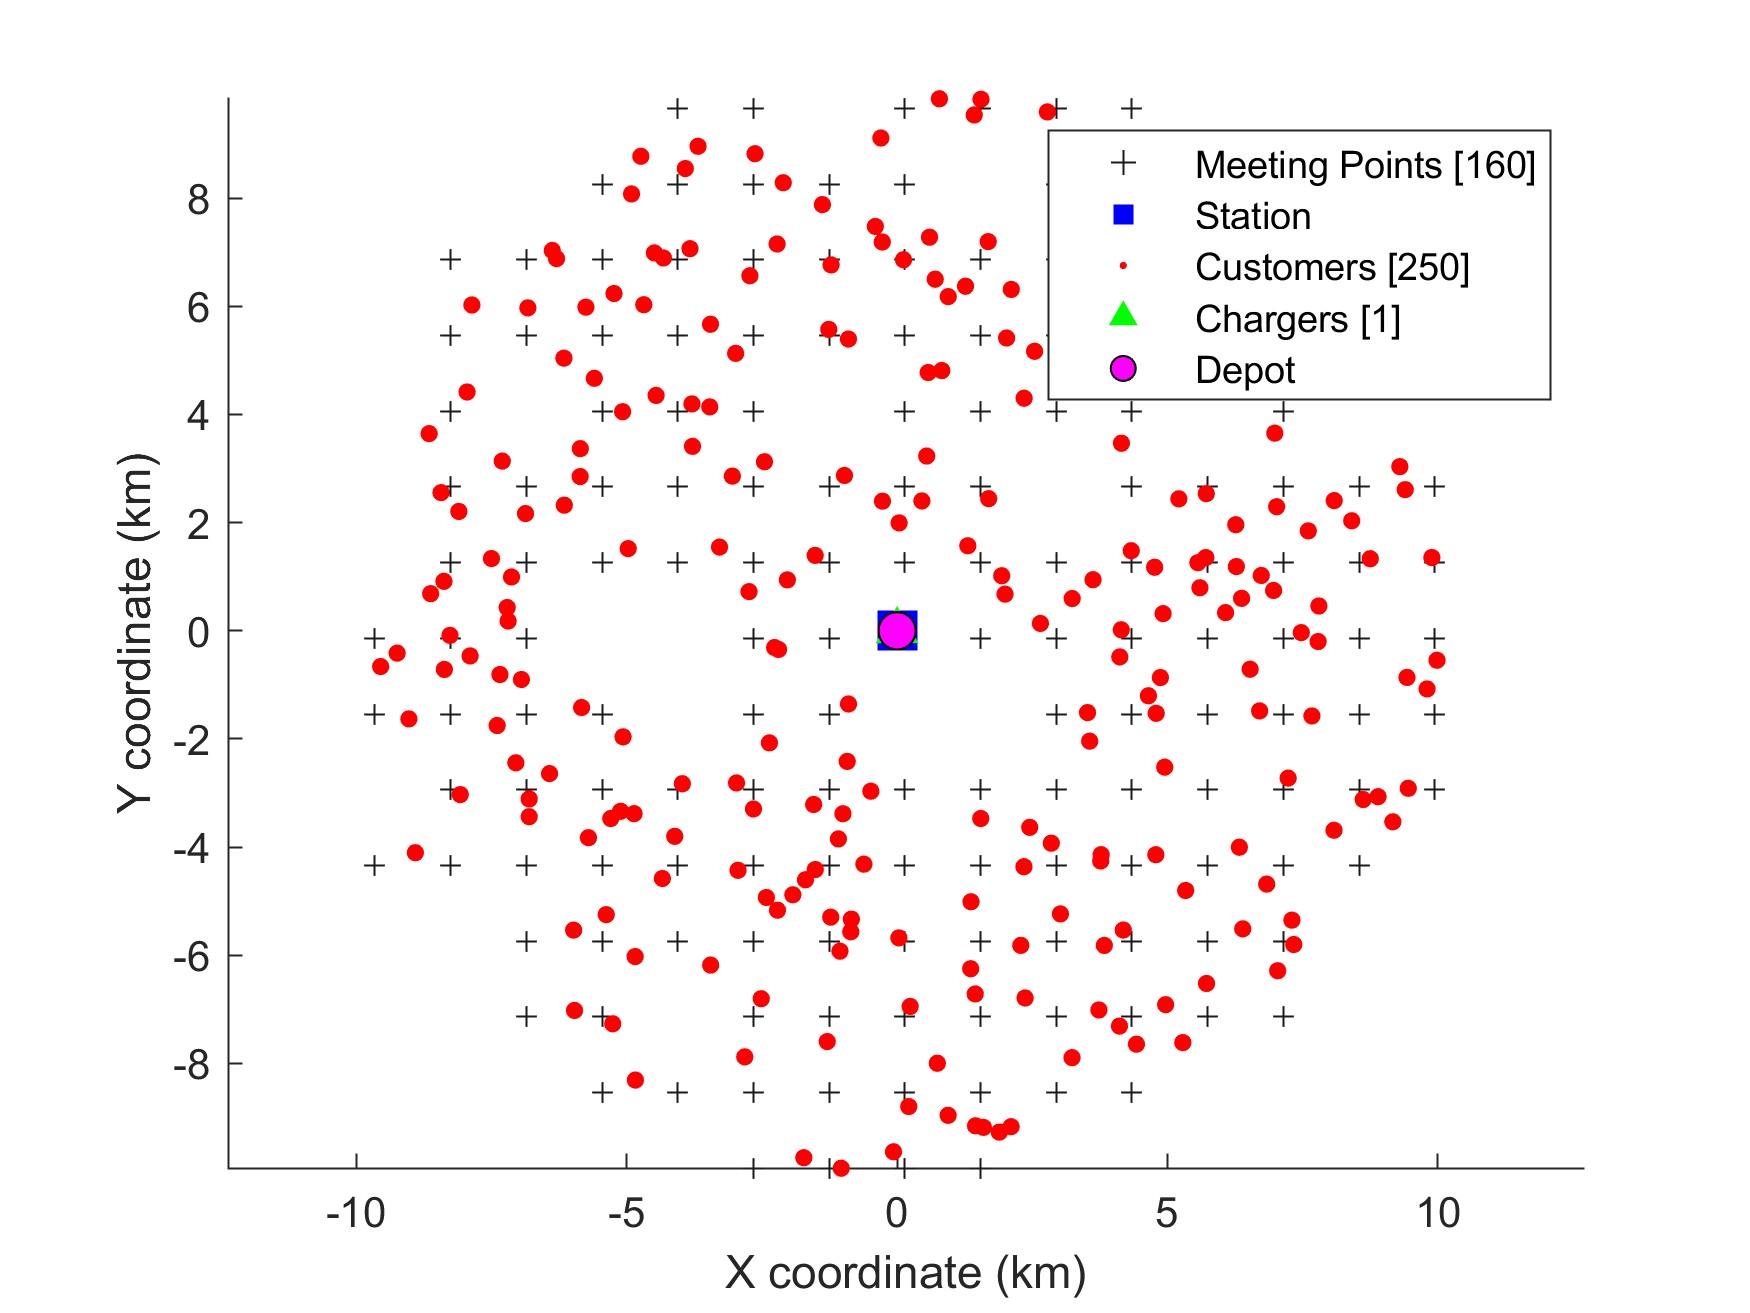 Meeting Points [160]
Station
Customers [250]
Chargers [1]
Depot
8
6
4
2
0
-2
-4
-6
-8
Y coordinate (km)
-10 -5 0 5 10
X coordinate (km)